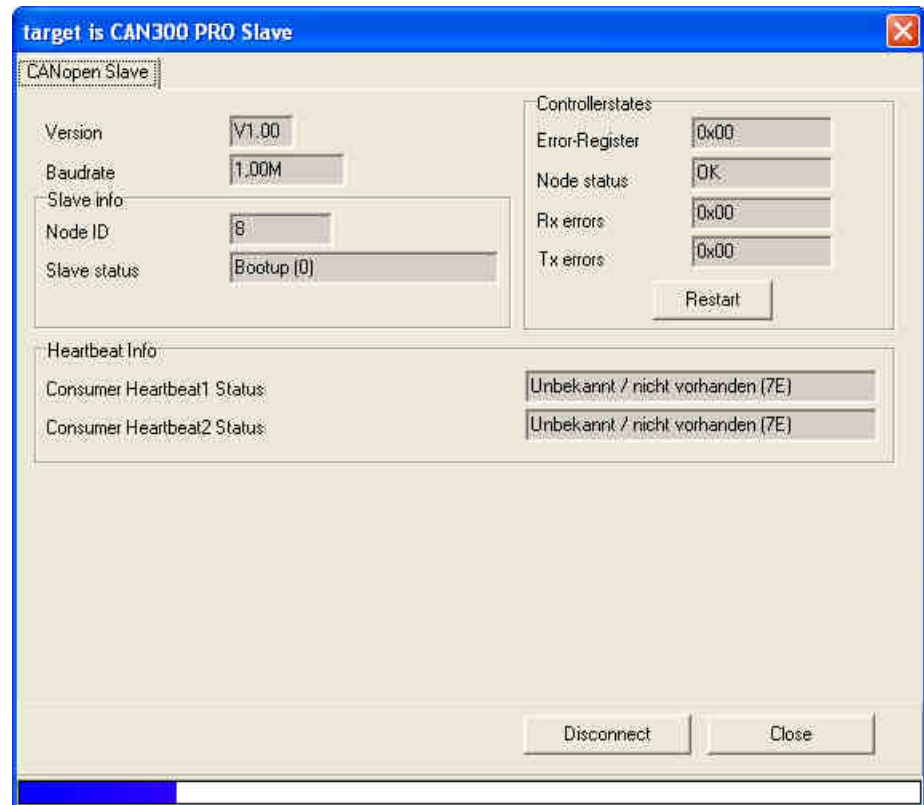 target is CAN300 PRO Slave
CANopen Slave
Version V1.00
Baudrate 1,00M
Slave info
Node ID 8
Slave status Bootup (0)
Controllerstates
Error-Register 0x00
Node status OK
Rx errors 0x00
Tx errors 0x00
Restart
Heartbeat Info
Consumer Heartbeat1 Status Unbekannt / nicht vorhanden (7E)
Consumer Heartbeat2 Status Unbekannt / nicht vorhanden (7E)
Disconnect Close